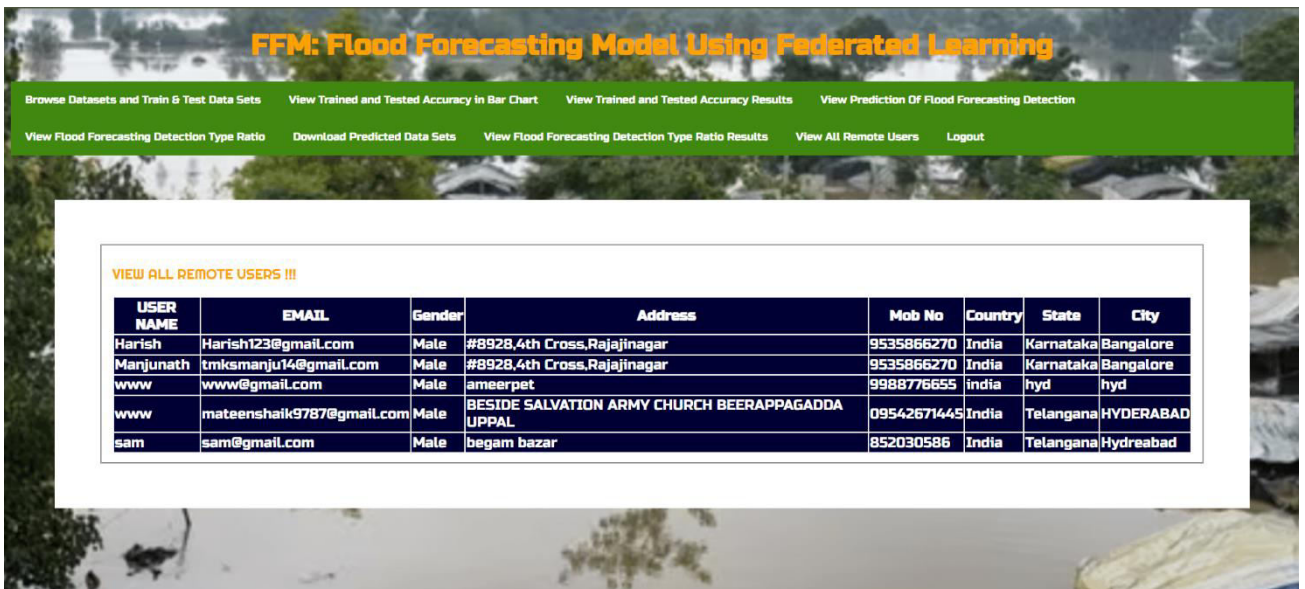 FFM: Flood Forecasting Model Using Federated Learning
Browse Datasets and Train & Test Data Sets View Trained and Tested Accuracy in Bar Chart View Trained and Tested Accuracy Results View Prediction Of Flood Forecasting Detection
View Flood Forecasting Detection Type Ratio Download Predicted Data Sets View Flood Forecasting Detection Type Ratio Results View All Remote Users Logout
VIEW ALL REMOTE USERS !!!
USER NAME EMAIL Gender Address Mob No Country State City
Harish Harish123@gmail.com Male #8928,4th Cross,Rajajinagar 9535866270 India Karnataka Bangalore
Manjunath tmksmanju14@gmail.com Male #8928,4th Cross,Rajajinagar 9535866270 India Karnataka Bangalore
www www@gmail.com Male ameerpet 9988776655 india hyd hyd
www mateenshaik9787@gmail.com Male BESIDE SALVATION ARMY CHURCH BEERAPPAGADDA UPPAL 09542671445 India Telangana HYDERABAD
sam sam@gmail.com Male begam bazar 852030586 India Telangana Hydreabad